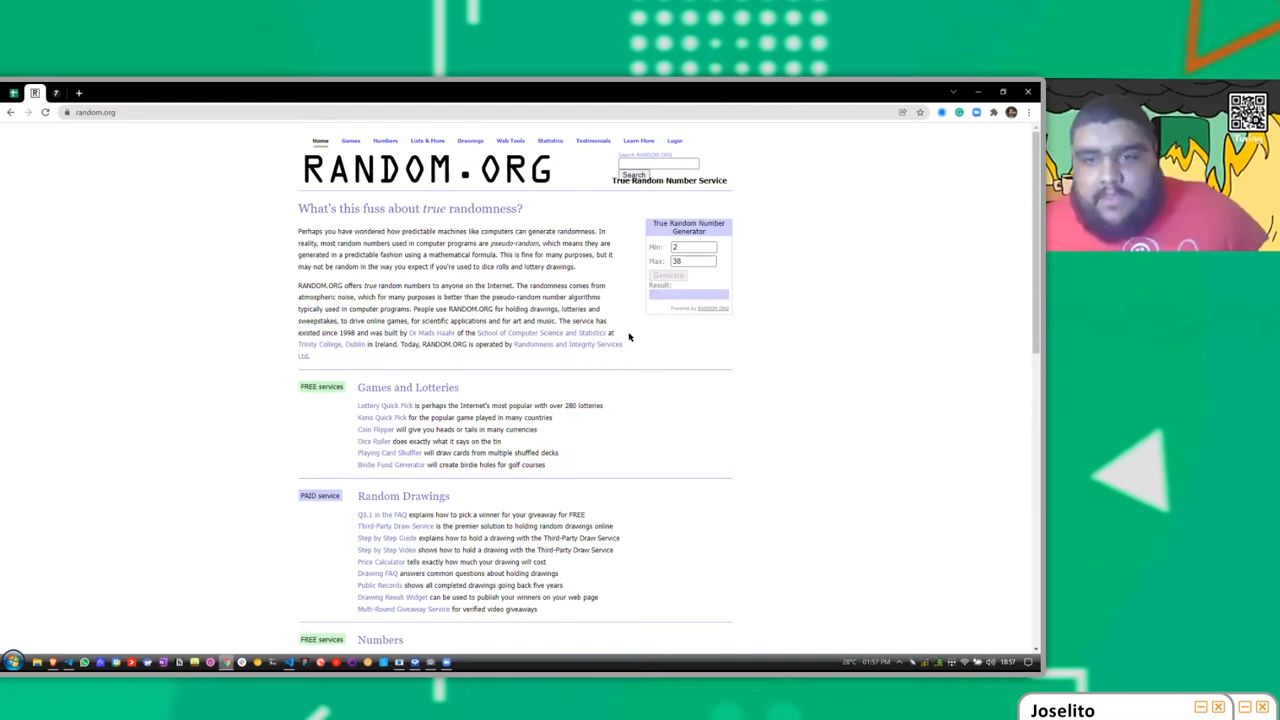 random.org
Home Games Numbers Lists & More Drawings Web Tools Statistics Testimonials Learn More Login
RANDOM.ORG
Search RANDOM.ORG
Search
True Random Number Service
What's this fuss about true randomness?
Perhaps you have wondered how predictable machines like computers can generate randomness. In
reality, most random numbers used in computer programs are pseudo-random, which means they are
generated in a predictable fashion using a mathematical formula. This is fine for many purposes, but it
may not be random in the way you expect if you're used to dice rolls and lottery drawings.
RANDOM.ORG offers true random numbers to anyone on the Internet. The randomness comes from
atmospheric noise, which for many purposes is better than the pseudo-random number algorithms
typically used in computer programs. People use RANDOM.ORG for holding drawings, lotteries and
sweepstakes, to drive online games, for scientific applications and for art and music. The service has
existed since 1998 and was built by Dr Mads Haahr of the School of Computer Science and Statistics at
Trinity College, Dublin in Ireland. Today, RANDOM.ORG is operated by Randomness and Integrity Services
Ltd.
True Random Number
Generator
Min: 2
Max: 38
Generate
Result:
Powered by RANDOM.ORG
FREE services
Games and Lotteries
Lottery Quick Pick is perhaps the Internet's most popular with over 280 lotteries
Keno Quick Pick for the popular game played in many countries
Coin Flipper will give you heads or tails in many currencies
Dice Roller does exactly what it says on the tin
Playing Card Shuffler will draw cards from multiple shuffled decks
Birdie Fund Generator will create birdie holes for golf courses
PAID service
Random Drawings
Q3.1 in the FAQ explains how to pick a winner for your giveaway for FREE
Third-Party Draw Service is the premier solution to holding random drawings online
Step by Step Guide explains how to hold a drawing with the Third-Party Draw Service
Step by Step Video shows how to hold a drawing with the Third-Party Draw Service
Price Calculator tells exactly how much your drawing will cost
Drawing FAQ answers common questions about holding drawings
Public Records shows all completed drawings going back five years
Drawing Result Widget can be used to publish your winners on your web page
Multi-Round Giveaway Service for verified video giveaways
FREE services
Numbers
28°C 01:57 PM 18:57
Joselito